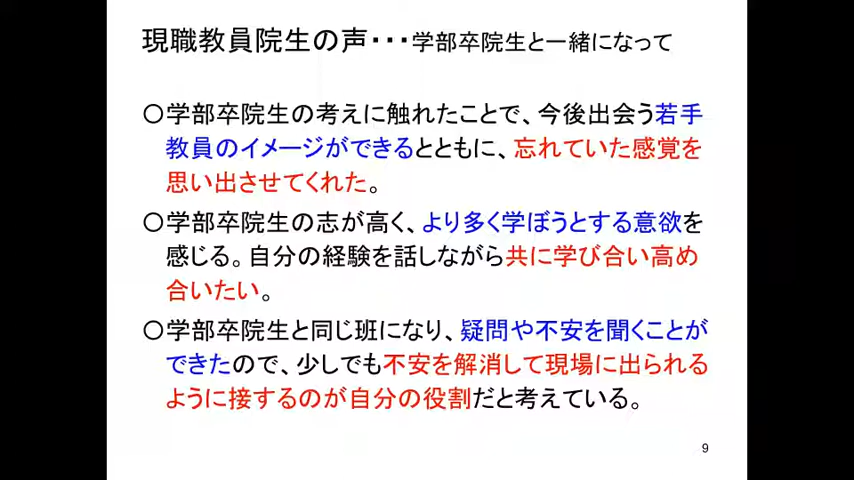 現職教員院生の声・・・学部卒院生と一緒になって
〇学部卒院生の考えに触れたことで、今後出会う若手
教員のイメージができるとともに、忘れていた感覚を
思い出させてくれた。
〇学部卒院生の志が高く、より多く学ぼうとする意欲を
感じる。自分の経験を話しながら共に学び合い高め
合いたい。
〇学部卒院生と同じ班になり、疑問や不安を聞くことが
できたので、少しでも不安を解消して現場に出られる
ように接するのが自分の役割だと考えている。
9